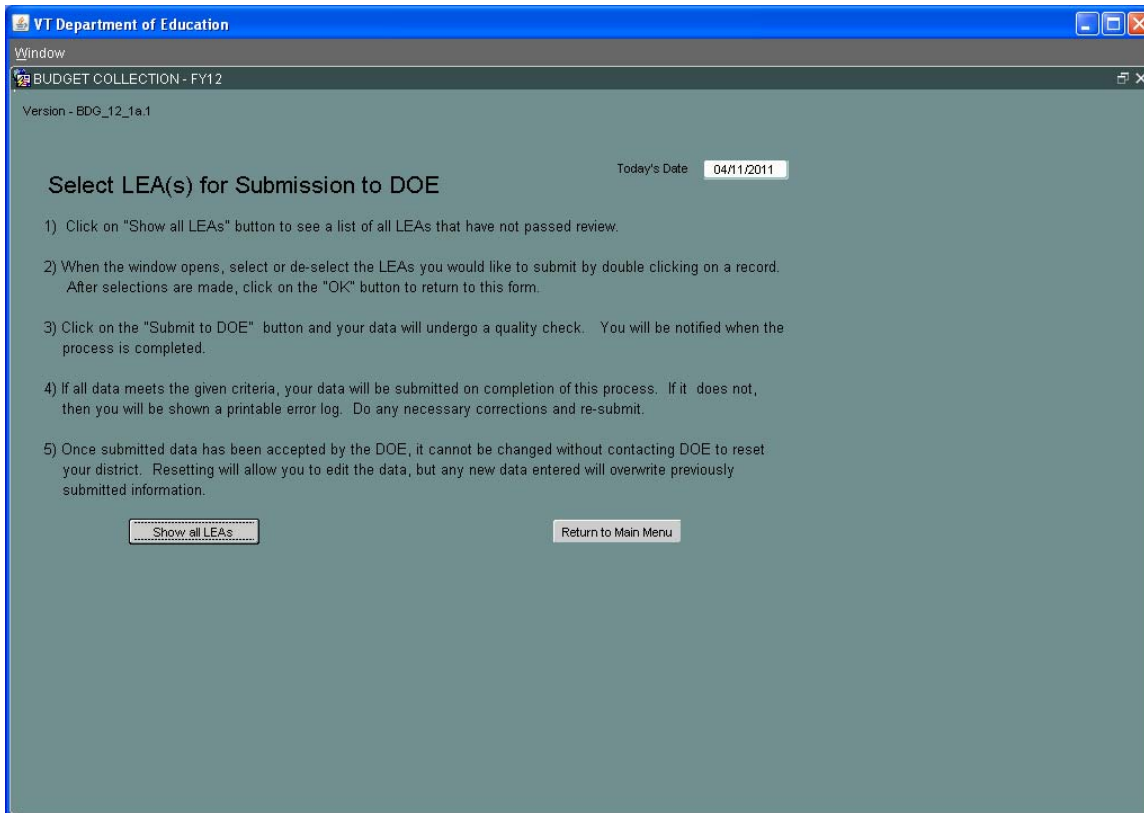 VT Department of Education
Window
BUDGET COLLECTION - FY12
Version - BDG_12_1a.1
Today's Date 04/11/2011
Select LEA(s) for Submission to DOE
1) Click on "Show all LEAs" button to see a list of all LEAs that have not passed review.
2) When the window opens, select or de-select the LEAs you would like to submit by double clicking on a record.
After selections are made, click on the "OK" button to return to this form.
3) Click on the "Submit to DOE" button and your data will undergo a quality check. You will be notified when the
process is completed.
4) If all data meets the given criteria, your data will be submitted on completion of this process. If it does not,
then you will be shown a printable error log. Do any necessary corrections and re-submit.
5) Once submitted data has been accepted by the DOE, it cannot be changed without contacting DOE to reset
your district. Resetting will allow you to edit the data, but any new data entered will overwrite previously
submitted information.
Show all LEAs Return to Main Menu